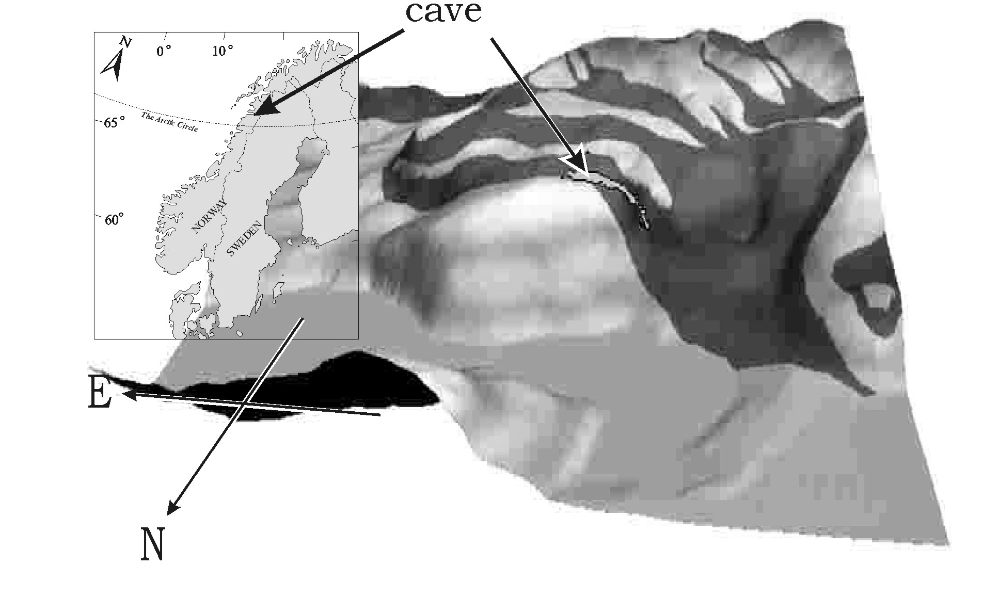 cave
N
0°
10°
The Arctic Circle
65°
60°
NORWAY
SWEDEN
E
N